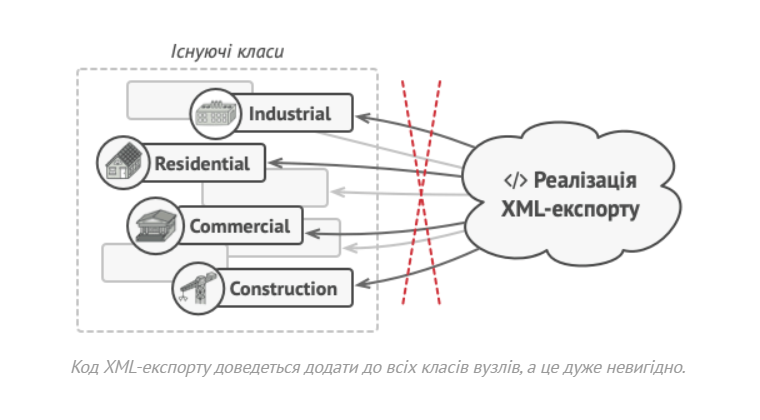 Існуючі класи
Industrial
Residential
Commercial
Construction
</> Реалізація
XML-експорту
Код XML-експорту доведеться додати до всіх класів вузлів, а це дуже невигідно.